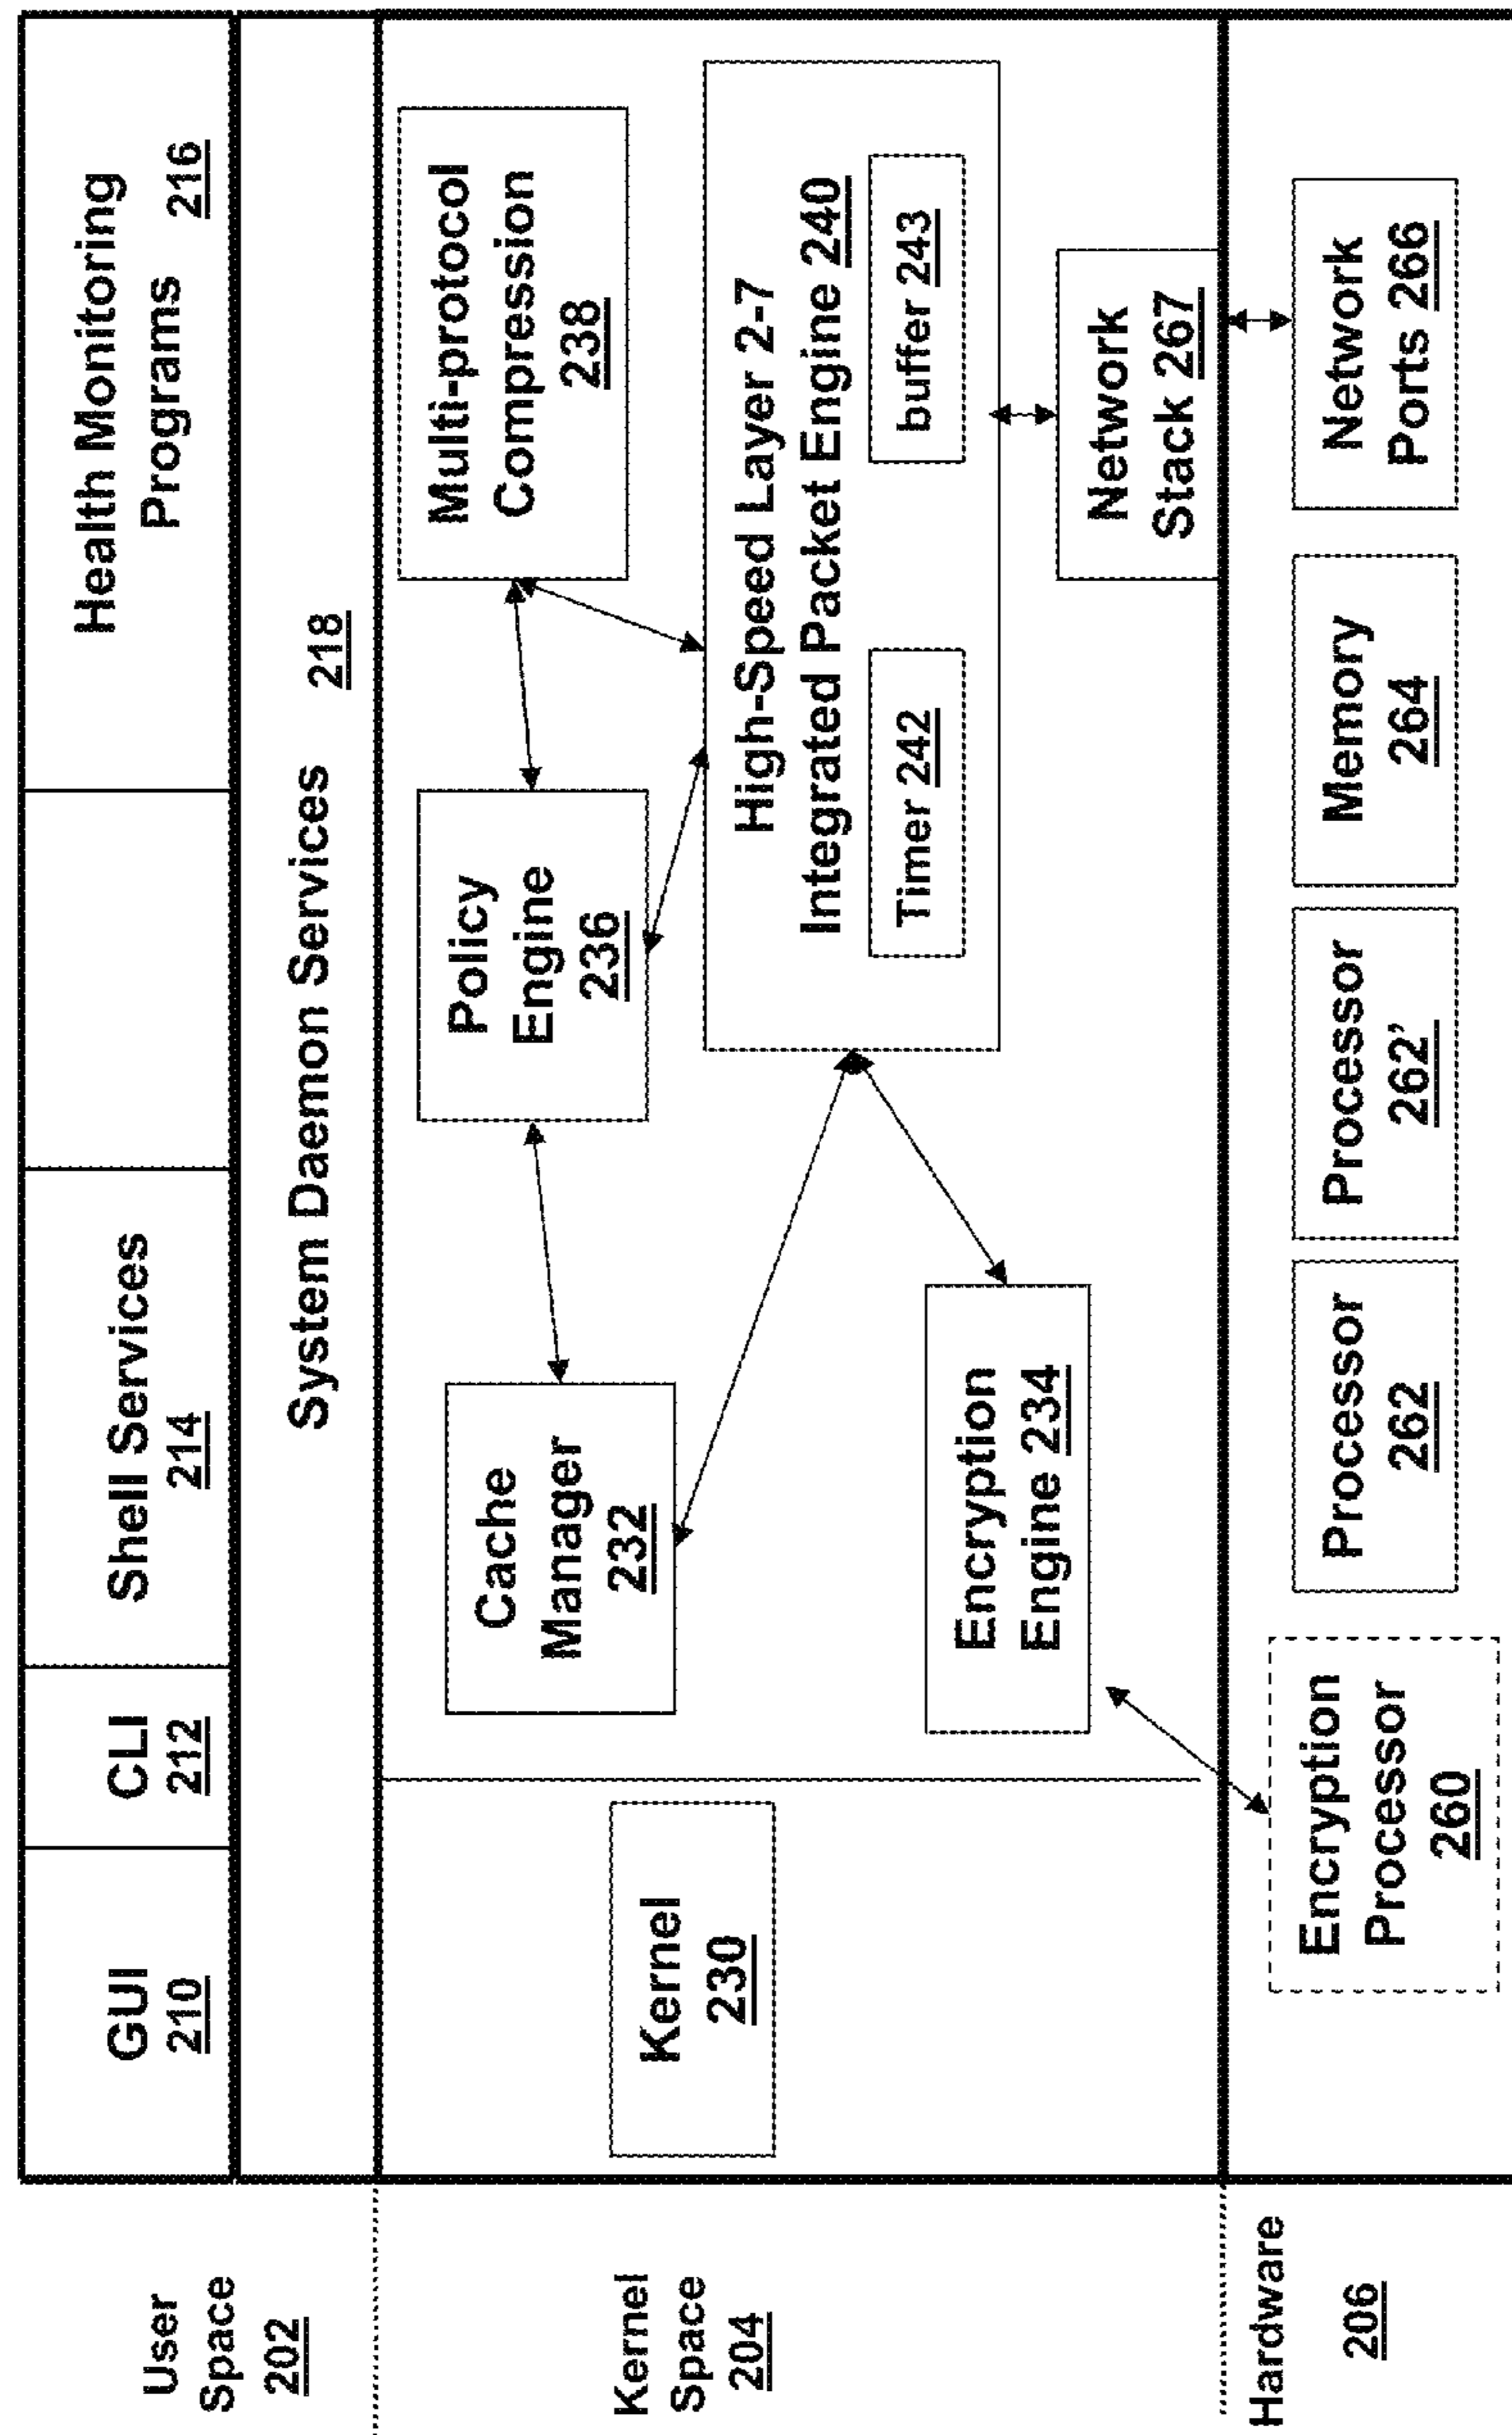 User
Space
202
GUI
210
CLI
212
Shell Services
214
Health Monitoring
Programs 216
System Daemon Services 218
Kernel
Space
204
Kernel
230
Cache
Manager
232
Policy
Engine
236
Multi-protocol
Compression
238
High-Speed Layer 2-7
Integrated Packet Engine 240
Timer 242
buffer 243
Encryption
Engine 234
Network
Stack 267
Hardware
206
Encryption
Processor
260
Processor
262
Processor
262’
Memory
264
Network
Ports 266